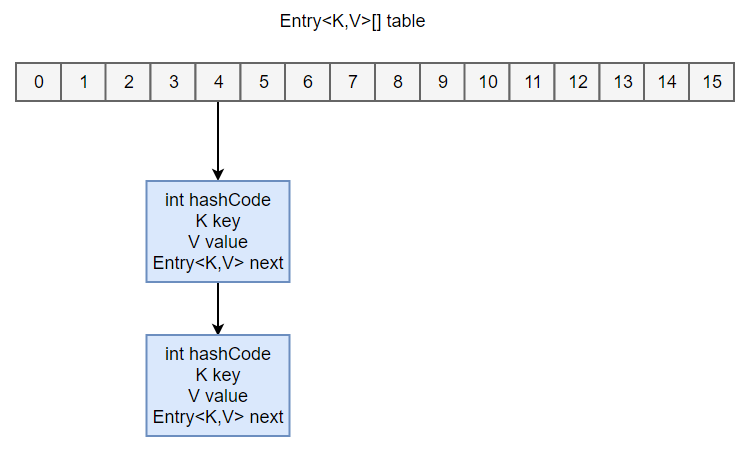 Entry<K,V>[] table
0 1 2 3 4 5 6 7 8 9 10 11 12 13 14 15
int hashCode
K key
V value
Entry<K,V> next
int hashCode
K key
V value
Entry<K,V> next